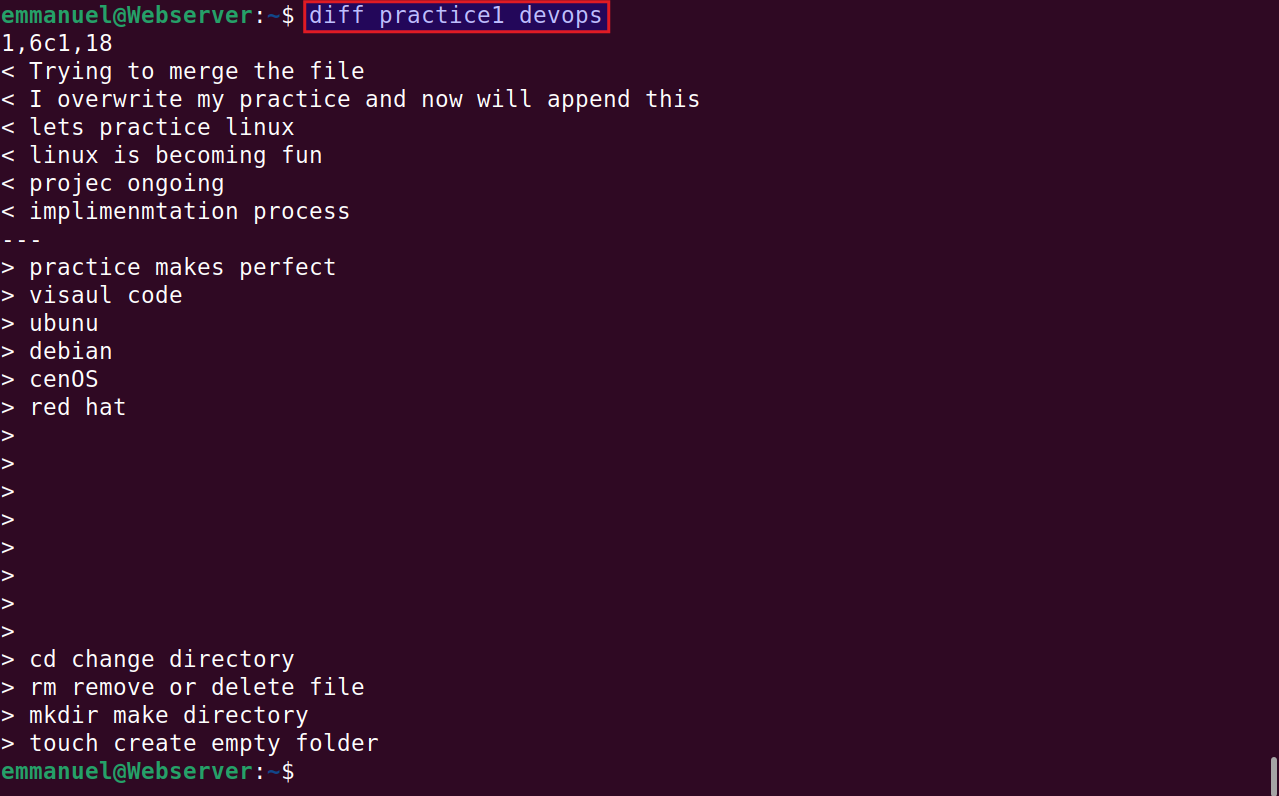 emmanuel@Webserver:~$ diff practice1 devops
1,6c1,18
< Trying to merge the file
< I overwrite my practice and now will append this
< lets practice linux
< linux is becoming fun
< projec ongoing
< implimenmtation process
---
> practice makes perfect
> visaul code
> ubunu
> debian
> cenOS
> red hat
>
>
>
>
>
>
>
>
> cd change directory
> rm remove or delete file
> mkdir make directory
> touch create empty folder
emmanuel@Webserver:~$